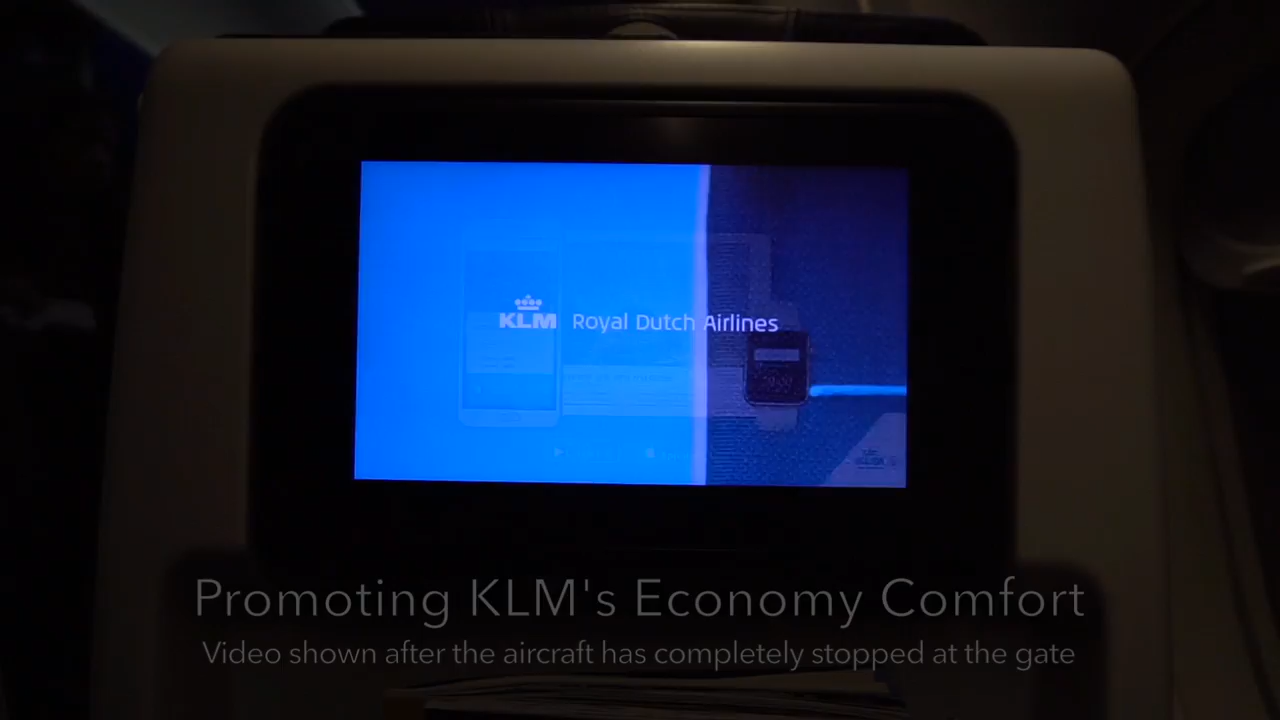 KLM Royal Dutch Airlines
Promoting KLM's Economy Comfort
Video shown after the aircraft has completely stopped at the gate